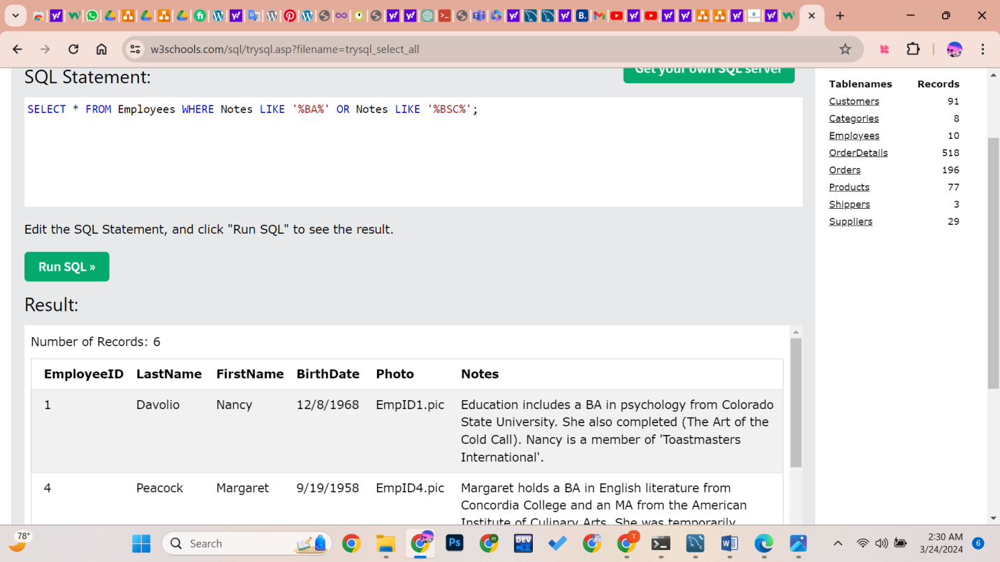 w3schools.com/sql/trysql.asp?filename=trysql_select_all
SQL Statement:
Get your own SQL server
SELECT * FROM Employees WHERE Notes LIKE '%BA%' OR Notes LIKE '%BSC%';
Edit the SQL Statement, and click "Run SQL" to see the result.
Run SQL »
Result:
Number of Records: 6
EmployeeID LastName FirstName BirthDate Photo Notes
1 Davolio Nancy 12/8/1968 EmpID1.pic Education includes a BA in psychology from Colorado
State University. She also completed (The Art of the
Cold Call). Nancy is a member of 'Toastmasters
International'.
4 Peacock Margaret 9/19/1958 EmpID4.pic Margaret holds a BA in English literature from
Concordia College and an MA from the American
Institute of Culinary Arts. She was temporarily
Tablenames Records
Customers 91
Categories 8
Employees 10
OrderDetails 518
Orders 196
Products 77
Shippers 3
Suppliers 29
78°
Search
Ps
DEV
2:30 AM
3/24/2024
6